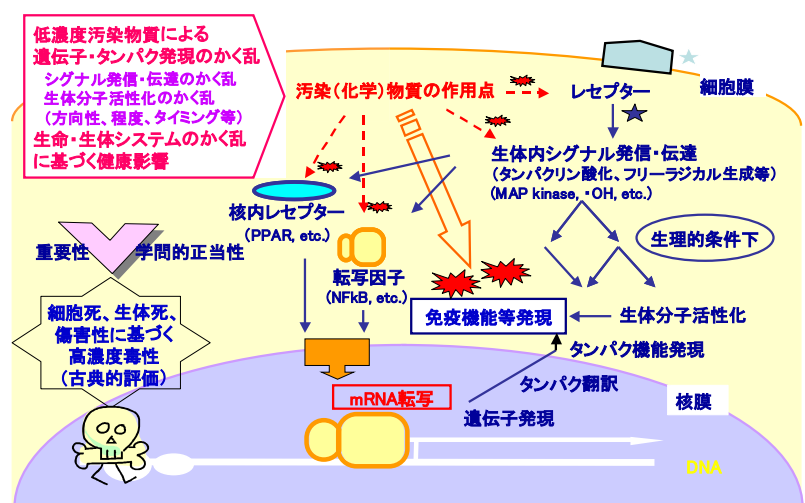 低濃度汚染物質による
遺伝子・タンパク発現のかく乱
シグナル発信・伝達のかく乱
生体分子活性化のかく乱
(方向性、程度、タイミング等)
生命・生体システムのかく乱
に基づく健康影響
汚染(化学)物質の作用点
レセプター
細胞膜
生体内シグナル発信・伝達
(タンパクリン酸化、フリーラジカル生成等)
(MAP kinase, ・OH, etc.)
核内レセプター
(PPAR, etc.)
生理的条件下
重要性
学問的正当性
転写因子
(NFkB, etc.)
細胞死、生体死、
傷害性に基づく
高濃度毒性
(古典的評価)
免疫機能等発現
生体分子活性化
タンパク機能発現
タンパク翻訳
mRNA転写
遺伝子発現
核膜
DNA